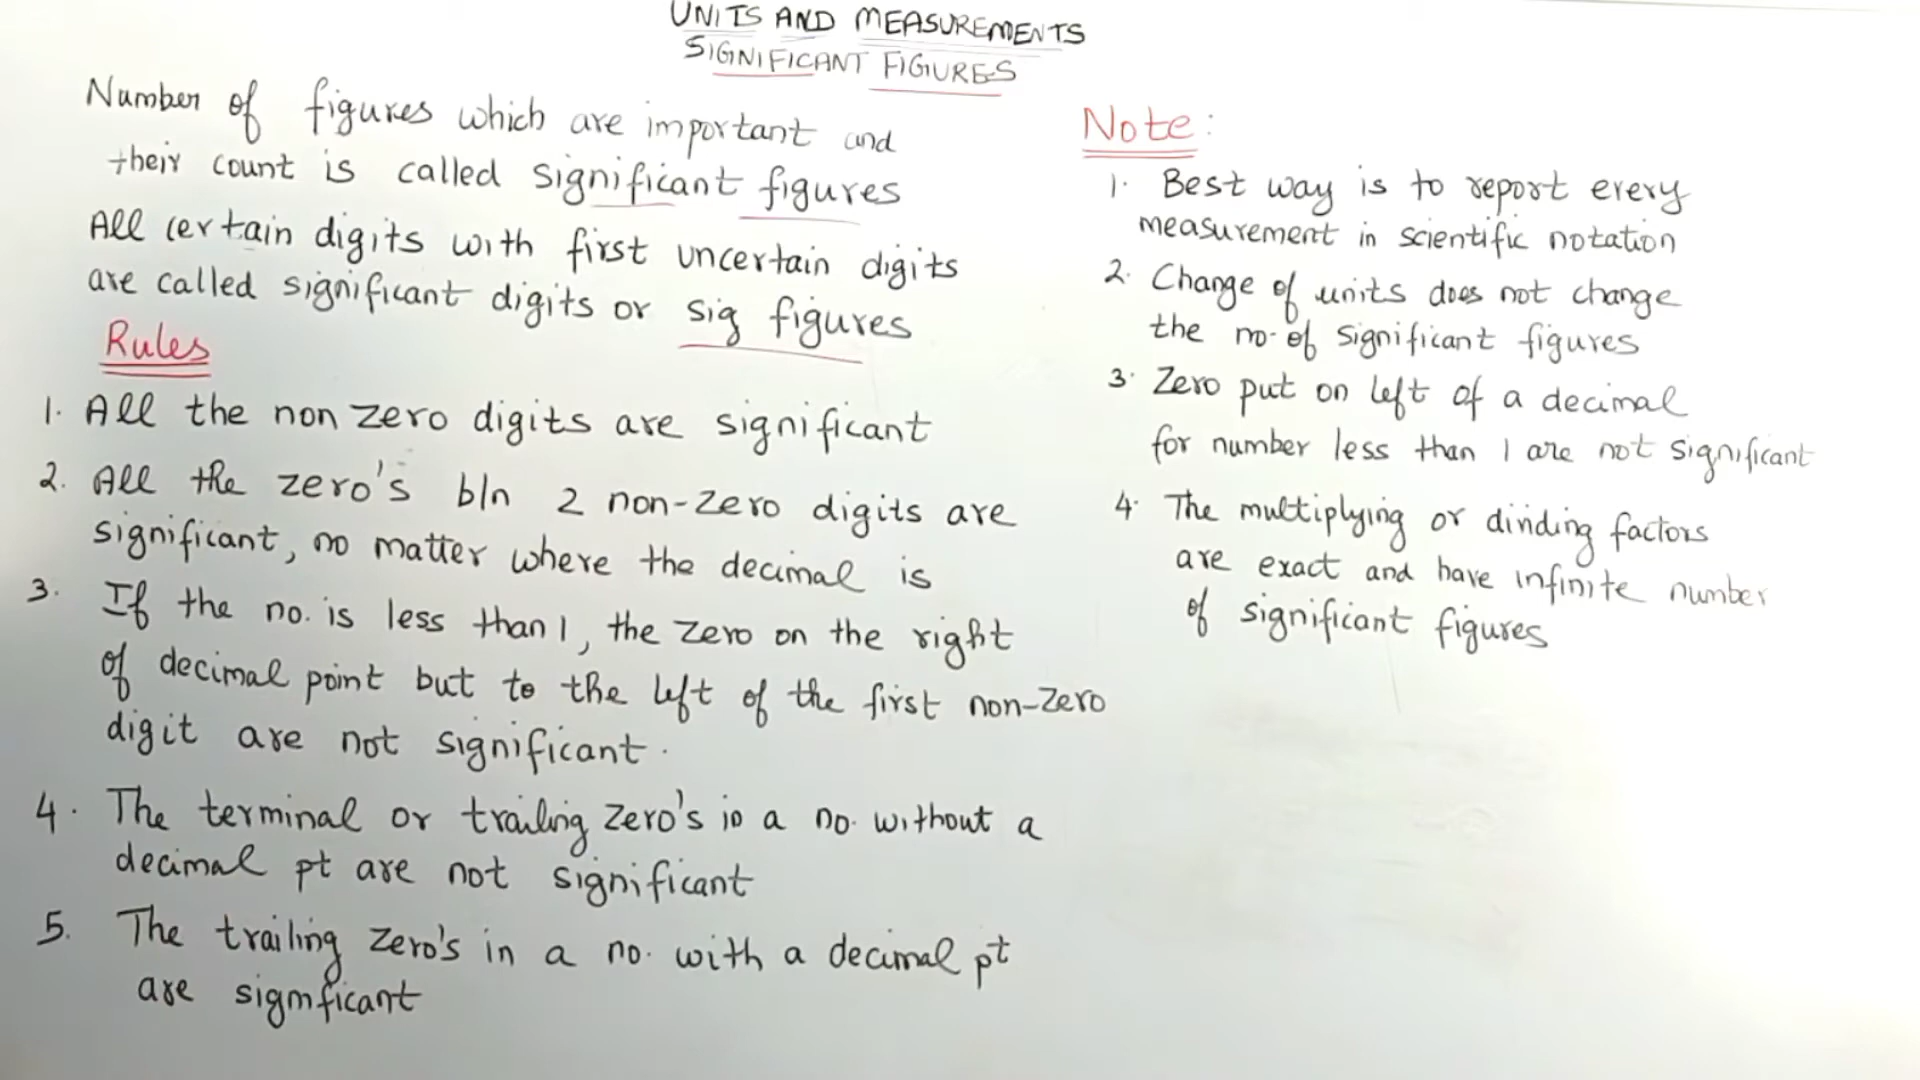 UNITS AND MEASUREMENTS
SIGNIFICANT FIGURES
Number of figures which are important and
their count is called significant figures
All certain digits with first uncertain digits
are called significant digits or sig figures
Rules
1. All the non zero digits are significant
2. All the zero's b/n 2 non-zero digits are
significant, no matter where the decimal is
3. If the no. is less than 1, the zero on the right
of decimal point but to the left of the first non-zero
digit are not significant.
4. The terminal or trailing zero's in a no. without a
decimal pt are not significant
5. The trailing zero's in a no. with a decimal pt
are significant
Note:
1. Best way is to report every
measurement in scientific notation
2. Change of units does not change
the no. of significant figures
3. Zero put on left of a decimal
for number less than 1 are not significant
4. The multiplying or dividing factors
are exact and have infinite number
of significant figures